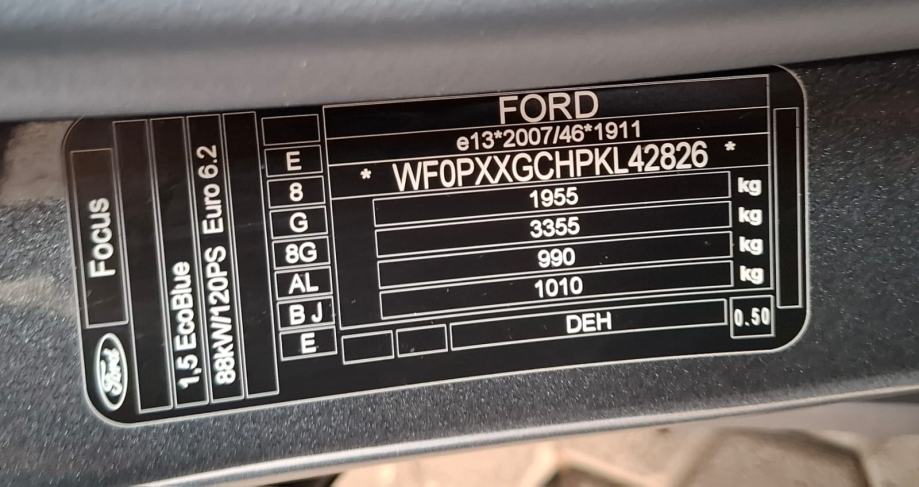 FORD
e13*2007/46*1911
* WF0PXXGCHPKL42826 *
1955 kg
3355 kg
990 kg
1010 kg
DEH
0.50
E
8
G
8G
AL
B J
E
Focus
1,5 EcoBlue
88kW/120PS Euro 6.2
Ford